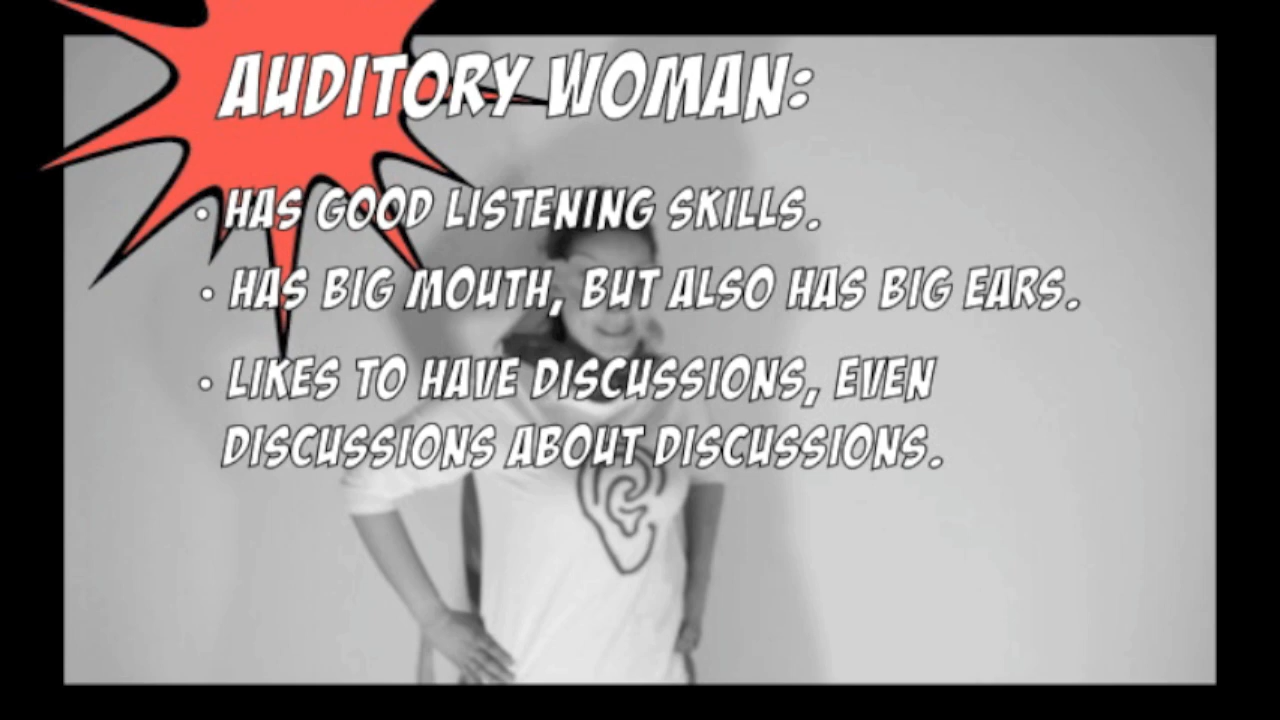 AUDITORY WOMAN:
• HAS GOOD LISTENING SKILLS.
• HAS BIG MOUTH, BUT ALSO HAS BIG EARS.
• LIKES TO HAVE DISCUSSIONS, EVEN
DISCUSSIONS ABOUT DISCUSSIONS.